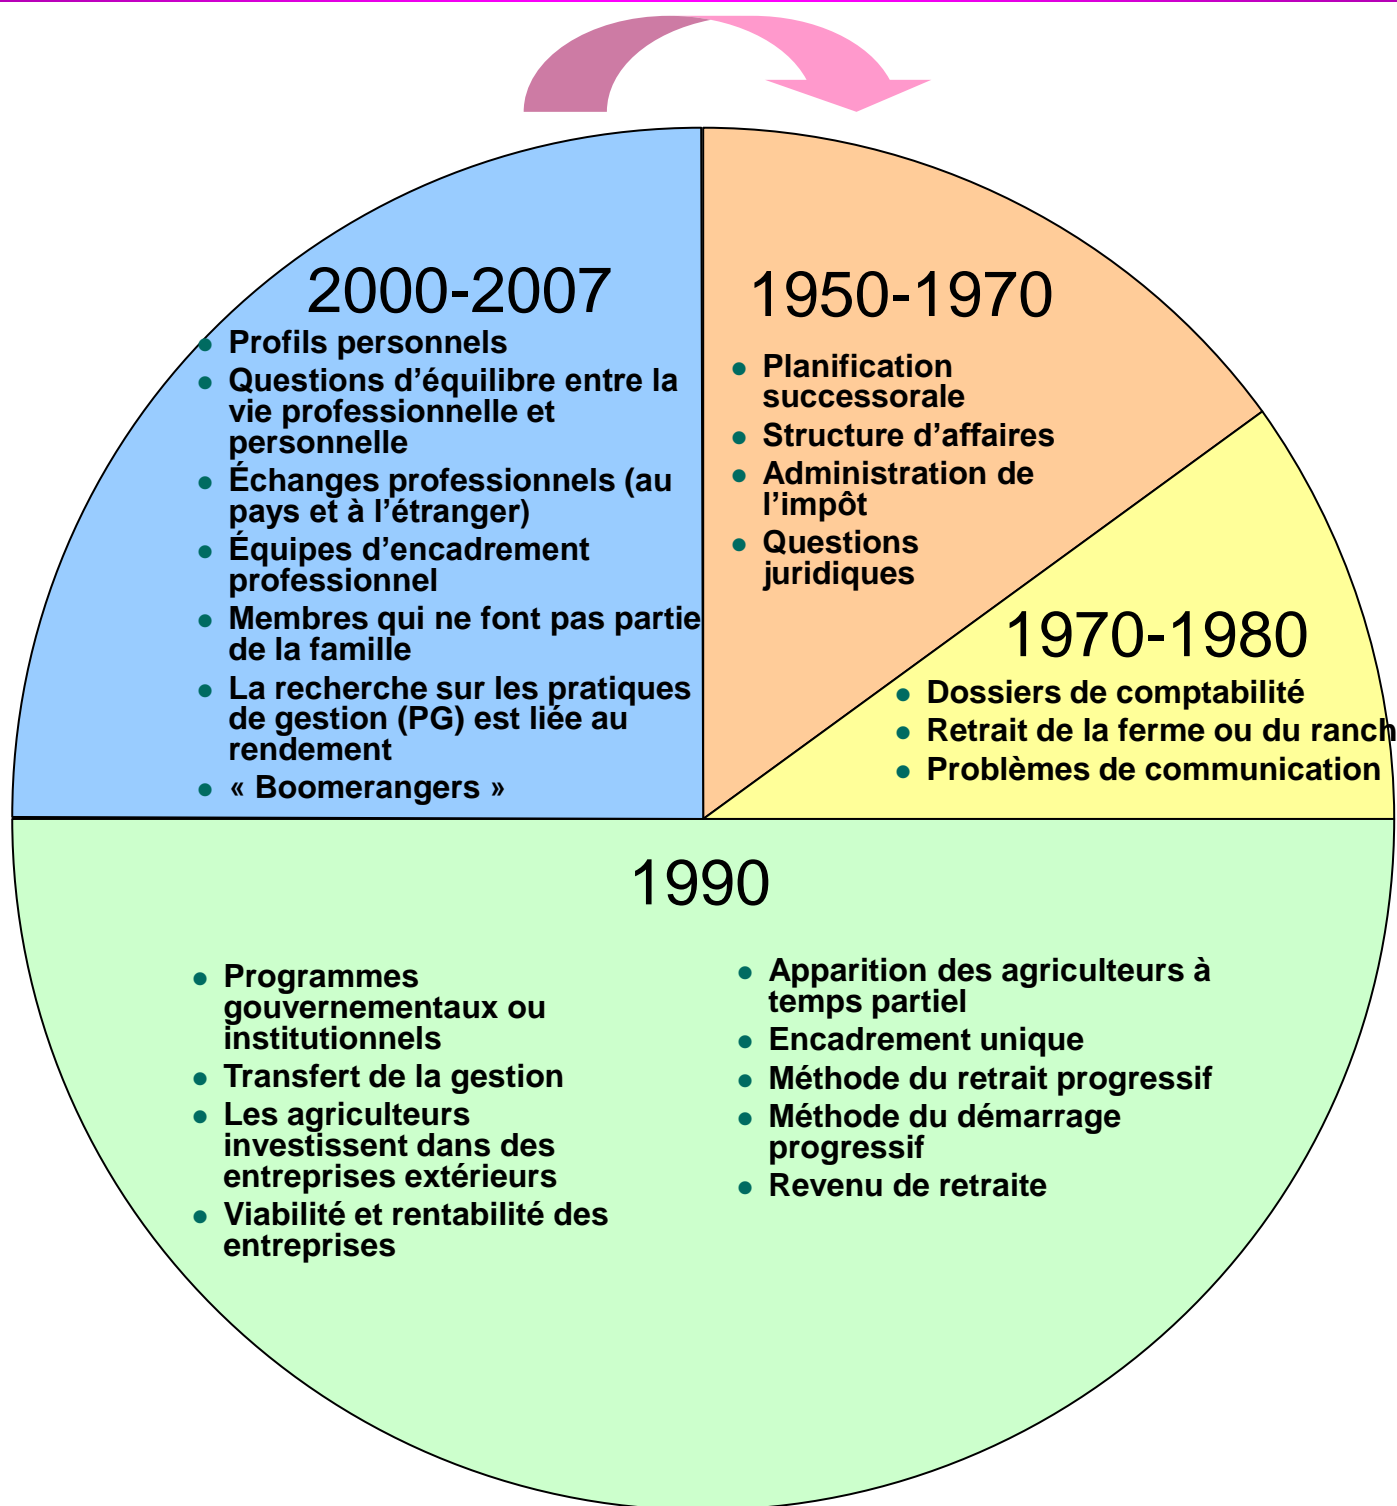 2000-2007
Profils personnels
Questions d’équilibre entre la
vie professionnelle et
personnelle
Échanges professionnels (au
pays et à l’étranger)
Équipes d’encadrement
professionnel
Membres qui ne font pas partie
de la famille
La recherche sur les pratiques
de gestion (PG) est liée au
rendement
« Boomerangers »
1950-1970
Planification
successorale
Structure d’affaires
Administration de
l’impôt
Questions
juridiques
1970-1980
Dossiers de comptabilité
Retrait de la ferme ou du ranch
Problèmes de communication
1990
Programmes
gouvernementaux ou
institutionnels
Transfert de la gestion
Les agriculteurs
investissent dans des
entreprises extérieurs
Viabilité et rentabilité des
entreprises
Apparition des agriculteurs à
temps partiel
Encadrement unique
Méthode du retrait progressif
Méthode du démarrage
progressif
Revenu de retraite